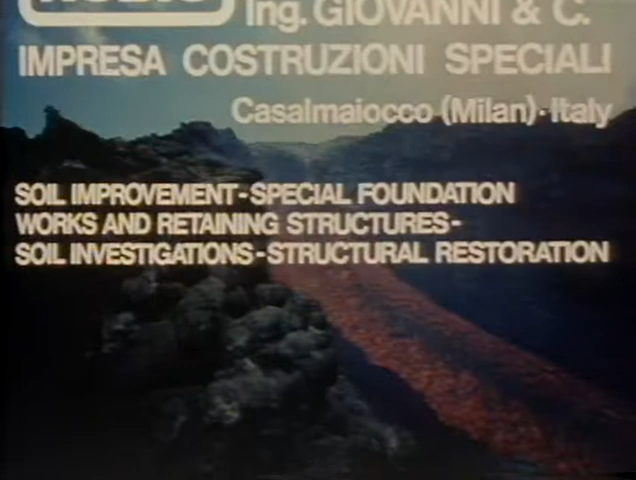 Ing. GIOVANNI & C.
IMPRESA COSTRUZIONI SPECIALI
Casalmaiocco (Milan)·Italy
SOIL IMPROVEMENT-SPECIAL FOUNDATION
WORKS AND RETAINING STRUCTURES-
SOIL INVESTIGATIONS-STRUCTURAL RESTORATION